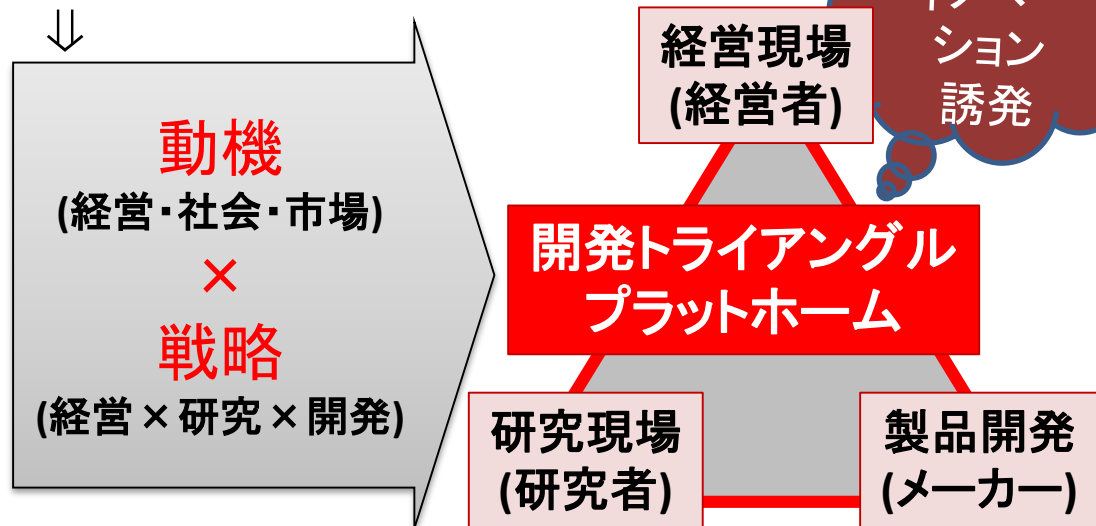 ⇓
動機
(経営・社会・市場)
×
戦略
(経営×研究×開発)
経営現場
(経営者)
ション
誘発
開発トライアングル
プラットホーム
研究現場
(研究者)
製品開発
(メーカー)